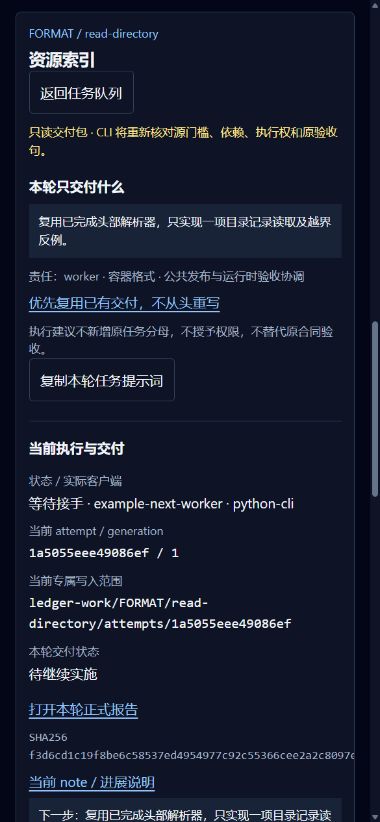 FORMAT / read-directory
资源索引
返回任务队列
只读交付包 · CLI 将重新核对源门槛、依赖、执行权和原验收
句。
本轮只交付什么
复用已完成头部解析器，只实现一项目录记录读取及越界
反例。
责任：worker · 容器格式 · 公共发布与运行时验收协调
优先复用已有交付，不从头重写
执行建议不新增原任务分母，不授予权限，不替代原合同验
收。
复制本轮任务提示词
当前执行与交付
状态 / 实际客户端
等待接手 · example-next-worker · python-cli
当前 attempt / generation
1a5055eee49086ef / 1
当前专属写入范围
ledger-work/FORMAT/read-
directory/attempts/1a5055eee49086ef
本轮交付状态
待继续实施
打开本轮正式报告
SHA256
f3d6cd1c19f8be6c58537ed4954977c92c55366cee2a2c8097e
当前 note / 进展说明
下一步：复用已完成头部解析器，只实现一项目录记录读